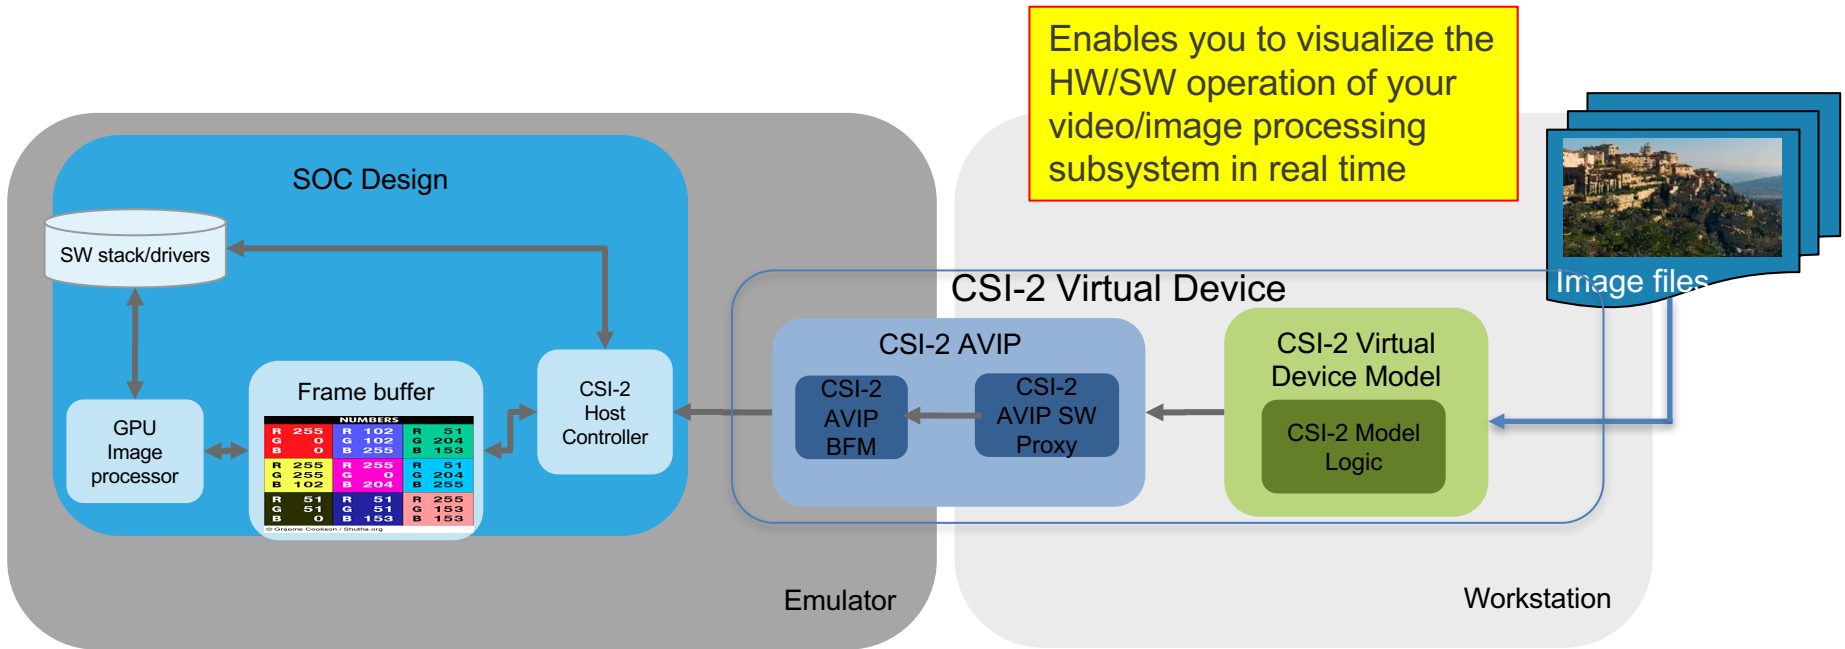 Enables you to visualize the
HW/SW operation of your
video/image processing
subsystem in real time
SOC Design
SW stack/drivers
Image files
CSI-2 Virtual Device
CSI-2 AVIP
CSI-2 Virtual
Device Model
Frame buffer
CSI-2
Host
Controller
CSI-2
AVIP
BFM
CSI-2
AVIP SW
Proxy
CSI-2 Model
Logic
GPU
Image
processor
NUMBERS
R 255 R 102 R 51
G 0 G 102 G 204
B 0 B 255 B 153
R 255 R 255 R 51
G 255 G 0 G 204
B 102 B 204 B 255
R 51 R 51 R 255
G 51 G 51 G 153
B 0 B 153 B 153
© Graeme Cookson / Shutha.org
Emulator
Workstation